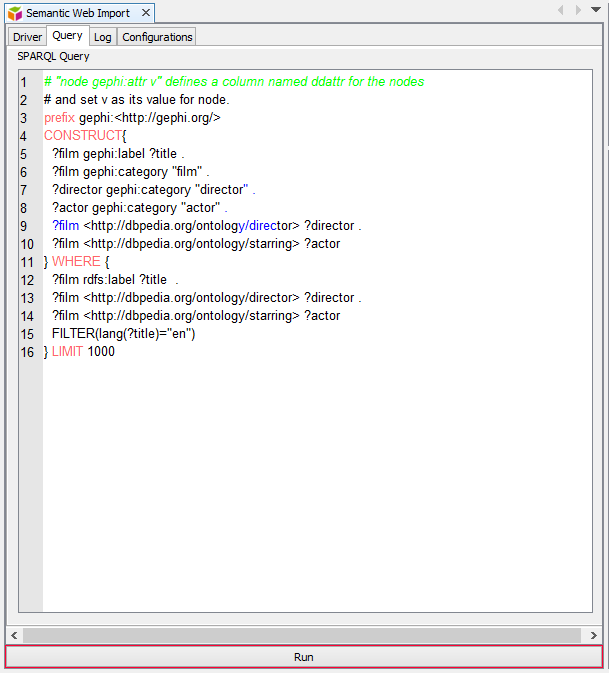 Semantic Web Import
Driver Query Log Configurations
SPARQL Query
1 # "node gephi:attr v" defines a column named ddattr for the nodes
2 # and set v as its value for node.
3 prefix gephi:<http://gephi.org/>
4 CONSTRUCT{
5 ?film gephi:label ?title .
6 ?film gephi:category "film" .
7 ?director gephi:category "director" .
8 ?actor gephi:category "actor" .
9 ?film <http://dbpedia.org/ontology/director> ?director .
10 ?film <http://dbpedia.org/ontology/starring> ?actor
11 } WHERE {
12 ?film rdfs:label ?title .
13 ?film <http://dbpedia.org/ontology/director> ?director .
14 ?film <http://dbpedia.org/ontology/starring> ?actor
15 FILTER(lang(?title)="en")
16 } LIMIT 1000
Run